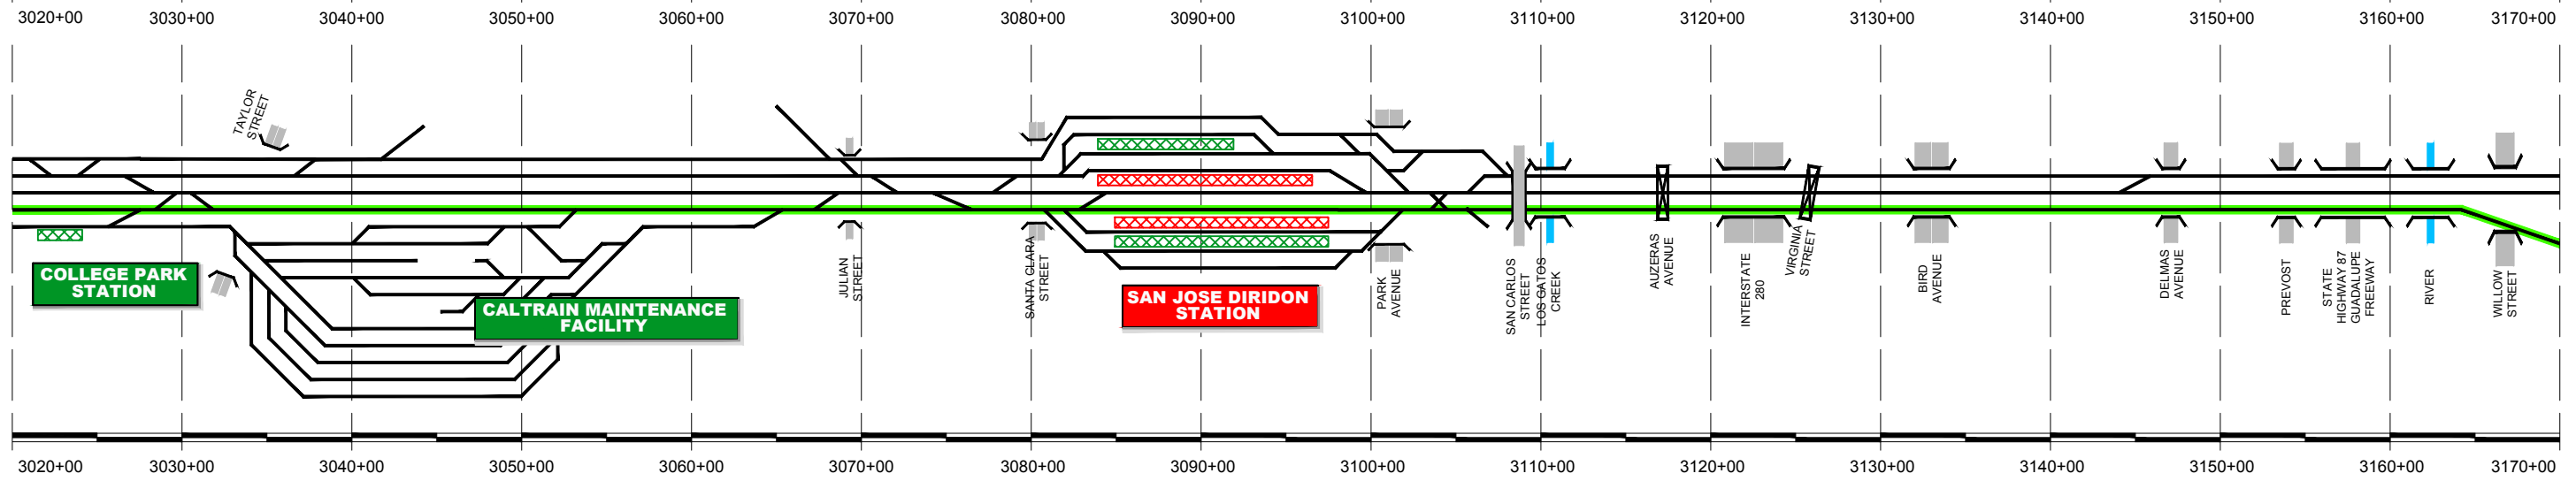 3020+00 3030+00 3040+00 3050+00 3060+00 3070+00 3080+00 3090+00 3100+00 3110+00 3120+00 3130+00 3140+00 3150+00 3160+00 3170+00
TAYLOR
STREET
COLLEGE PARK
STATION
CALTRAIN MAINTENANCE
FACILITY
JULIAN
STREET
SANTA CLARA
STREET
SAN JOSE DIRIDON
STATION
PARK
AVENUE
SAN CARLOS
STREET
LOS GATOS
CREEK
AUZERAS
AVENUE
INTERSTATE
280
VIRGINIA
STREET
BIRD
AVENUE
DELMAS
AVENUE
PREVOST
STATE
HIGHWAY 87
GUADALUPE
FREEWAY
RIVER
WILLOW
STREET
3020+00 3030+00 3040+00 3050+00 3060+00 3070+00 3080+00 3090+00 3100+00 3110+00 3120+00 3130+00 3140+00 3150+00 3160+00 3170+00